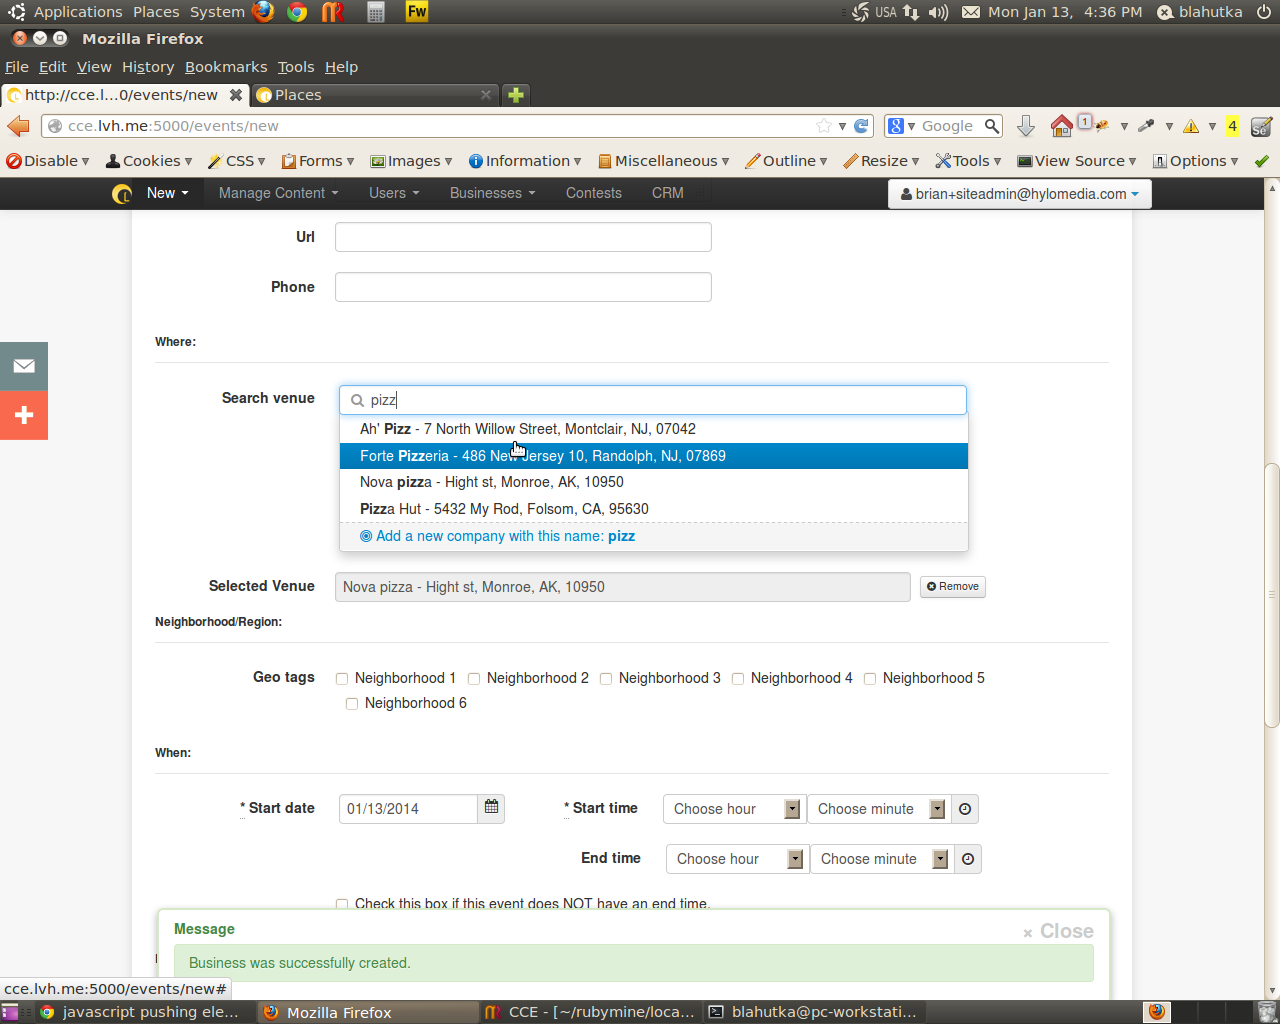 Applications Places System Fw USA Mon Jan 13, 4:36 PM blahutka
Mozilla Firefox
File Edit View History Bookmarks Tools Help
http://cce.l...0/events/new Places
cce.lvh.me:5000/events/new 8 Google 1 4 Se
Disable Cookies CSS Forms Images Information Miscellaneous Outline Resize Tools View Source Options
New Manage Content Users Businesses Contests CRM brian+siteadmin@hylomedia.com
Url
Phone
Where:
Search venue pizz
Ah' Pizz - 7 North Willow Street, Montclair, NJ, 07042
Forte Pizzeria - 486 New Jersey 10, Randolph, NJ, 07869
Nova pizza - Hight st, Monroe, AK, 10950
Pizza Hut - 5432 My Rod, Folsom, CA, 95630
Add a new company with this name: pizz
Selected Venue Nova pizza - Hight st, Monroe, AK, 10950 Remove
Neighborhood/Region:
Geo tags Neighborhood 1 Neighborhood 2 Neighborhood 3 Neighborhood 4 Neighborhood 5
Neighborhood 6
When:
* Start date 01/13/2014 * Start time Choose hour Choose minute
End time Choose hour Choose minute
Check this box if this event does NOT have an end time.
Message × Close
Business was successfully created.
cce.lvh.me:5000/events/new#
javascript pushing ele... Mozilla Firefox CCE - [~/rubymine/loca... blahutka@pc-workstati...